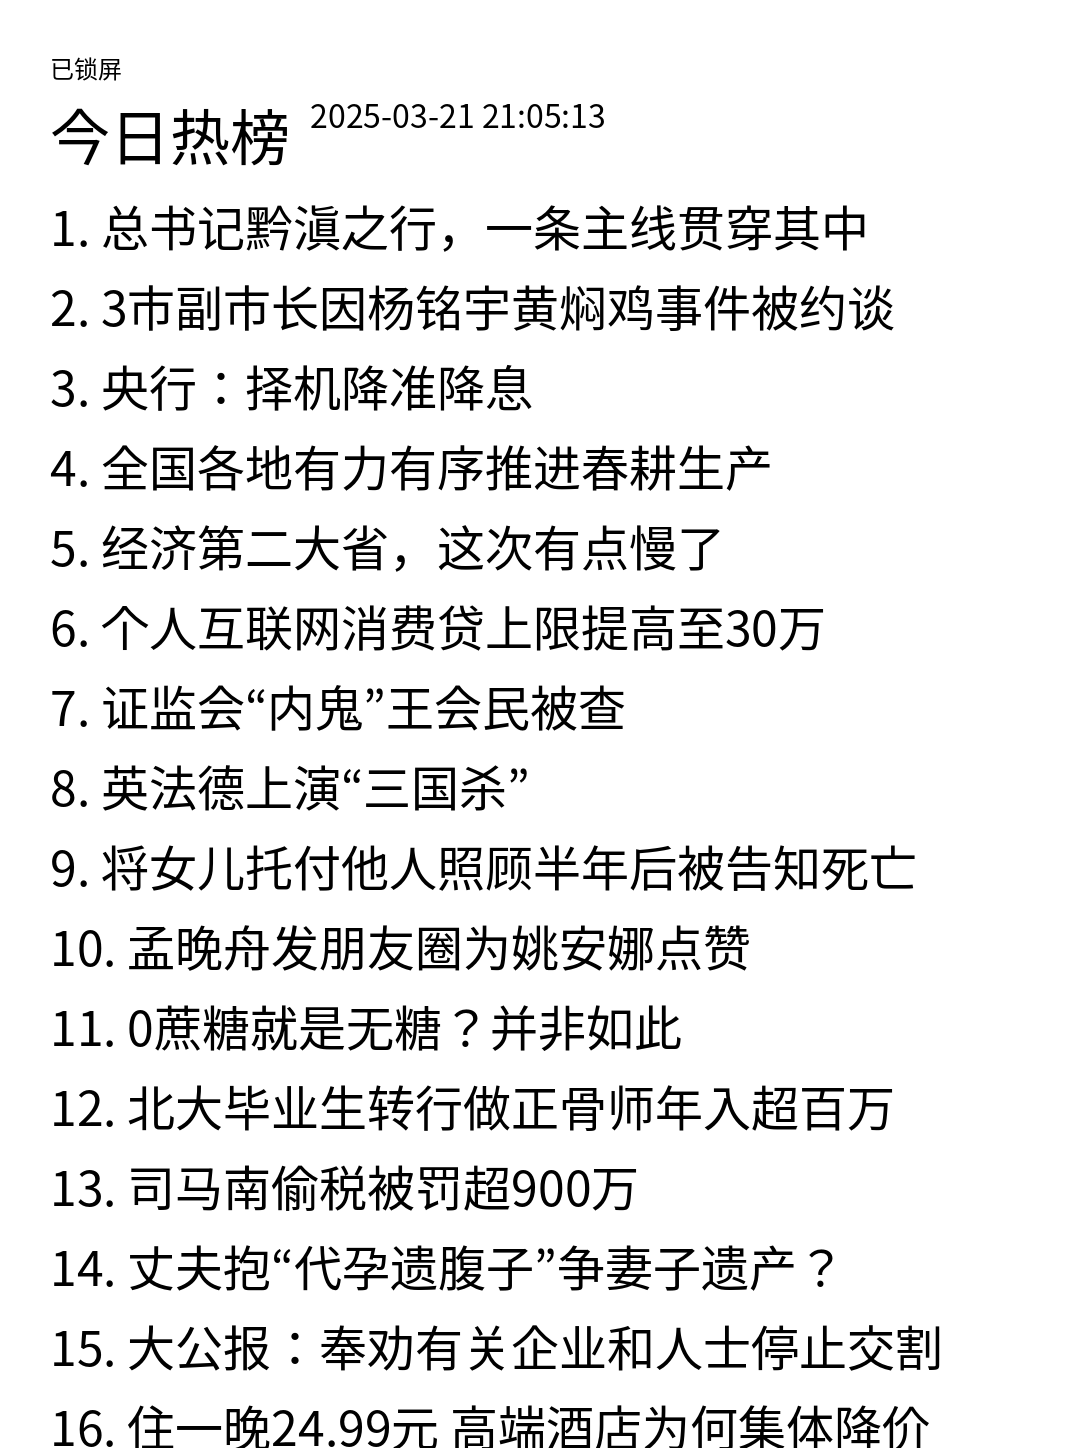 已锁屏
今日热榜 2025-03-21 21:05:13
1. 总书记黔滇之行，一条主线贯穿其中
2. 3市副市长因杨铭宇黄焖鸡事件被约谈
3. 央行：择机降准降息
4. 全国各地有力有序推进春耕生产
5. 经济第二大省，这次有点慢了
6. 个人互联网消费贷上限提高至30万
7. 证监会“内鬼”王会民被查
8. 英法德上演“三国杀”
9. 将女儿托付他人照顾半年后被告知死亡
10. 孟晚舟发朋友圈为姚安娜点赞
11. 0蔗糖就是无糖？并非如此
12. 北大毕业生转行做正骨师年入超百万
13. 司马南偷税被罚超900万
14. 丈夫抱“代孕遗腹子”争妻子遗产？
15. 大公报：奉劝有关企业和人士停止交割
16. 住一晚24.99元 高端酒店为何集体降价